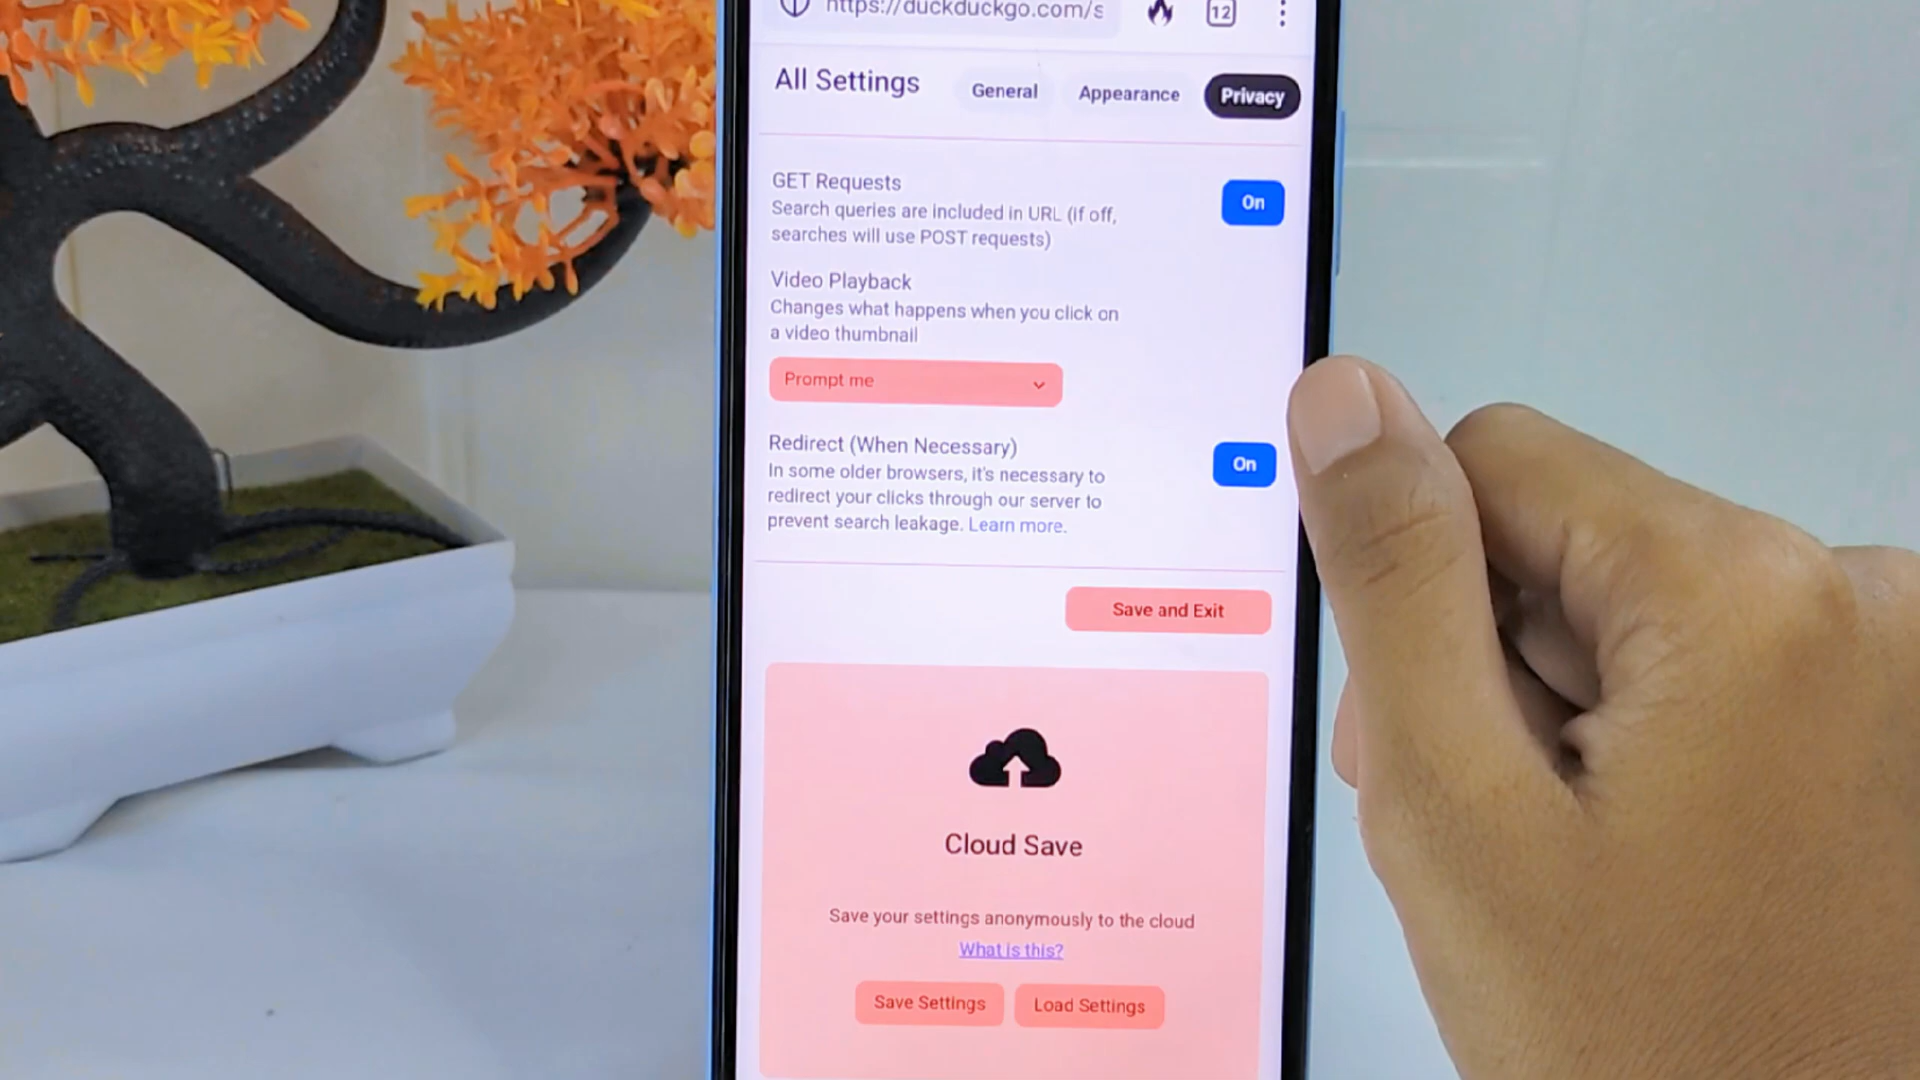 https://duckduckgo.com/s
12
All Settings
General
Appearance
Privacy
GET Requests
On
Search queries are included in URL (if off,
searches will use POST requests)
Video Playback
Changes what happens when you click on
a video thumbnail
Prompt me
Redirect (When Necessary)
On
In some older browsers, it's necessary to
redirect your clicks through our server to
prevent search leakage. Learn more.
Save and Exit
Cloud Save
Save your settings anonymously to the cloud
What is this?
Save Settings
Load Settings